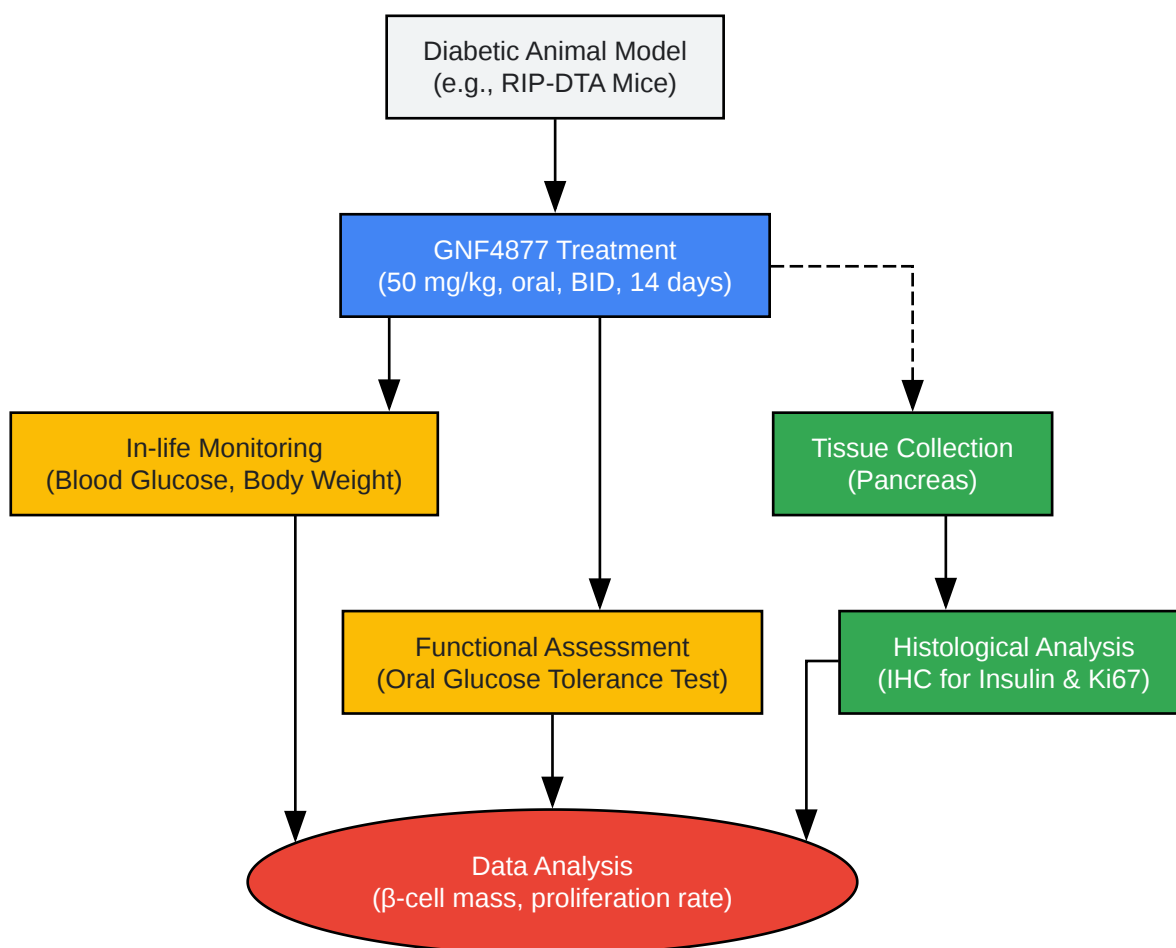 Diabetic Animal Model
(e.g., RIP-DTA Mice)
GNF4877 Treatment
(50 mg/kg, oral, BID, 14 days)
In-life Monitoring
(Blood Glucose, Body Weight)
Tissue Collection
(Pancreas)
Functional Assessment
(Oral Glucose Tolerance Test)
Histological Analysis
(IHC for Insulin & Ki67)
Data Analysis
(β-cell mass, proliferation rate)